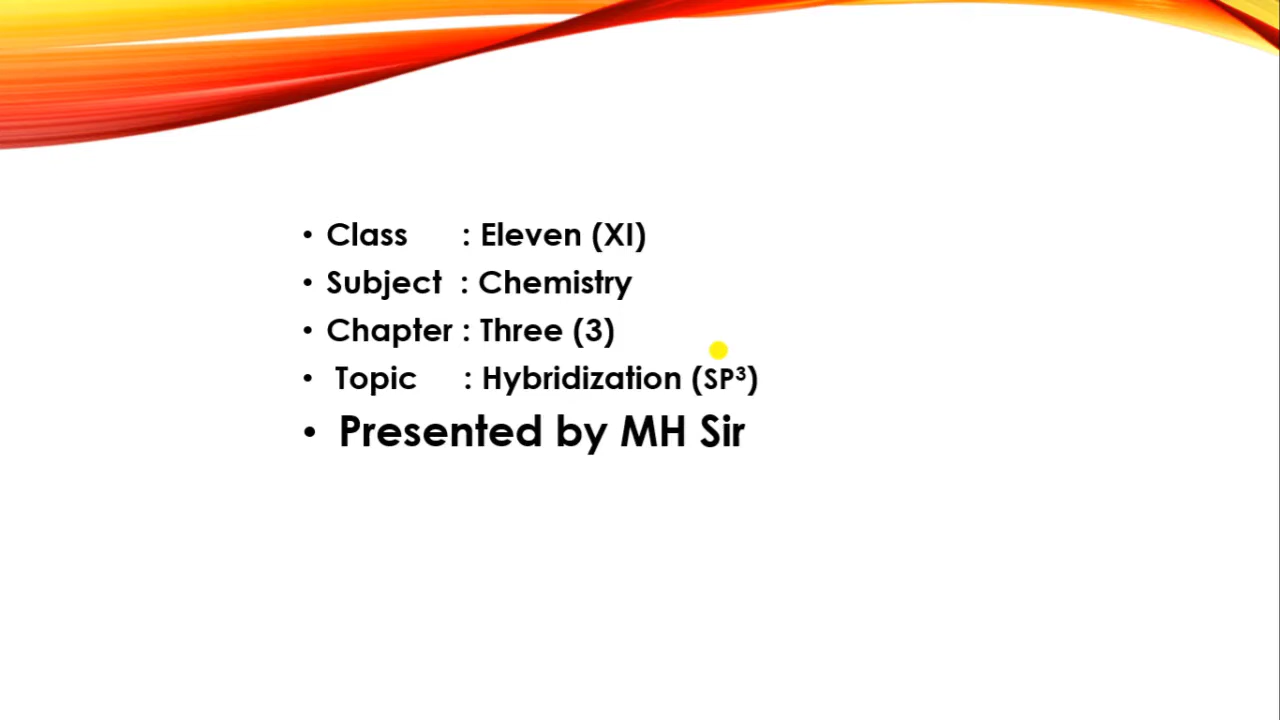 • Class : Eleven (XI)
• Subject : Chemistry
• Chapter : Three (3)
• Topic : Hybridization (SP³)
• Presented by MH Sir